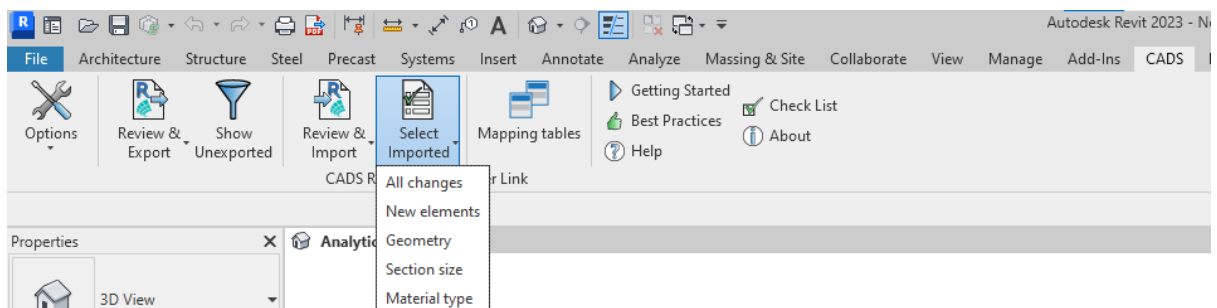 Autodesk Revit 2023 -
File Architecture Structure Steel Precast Systems Insert Annotate Analyze Massing & Site Collaborate View Manage Add-Ins CADS
Options
Review & Export
Show Unexported
Review & Import
Select Imported
Mapping tables
Getting Started
Best Practices
Help
Check List
About
CADS R
er Link
All changes
New elements
Geometry
Section size
Material type
Properties
Analytic
3D View